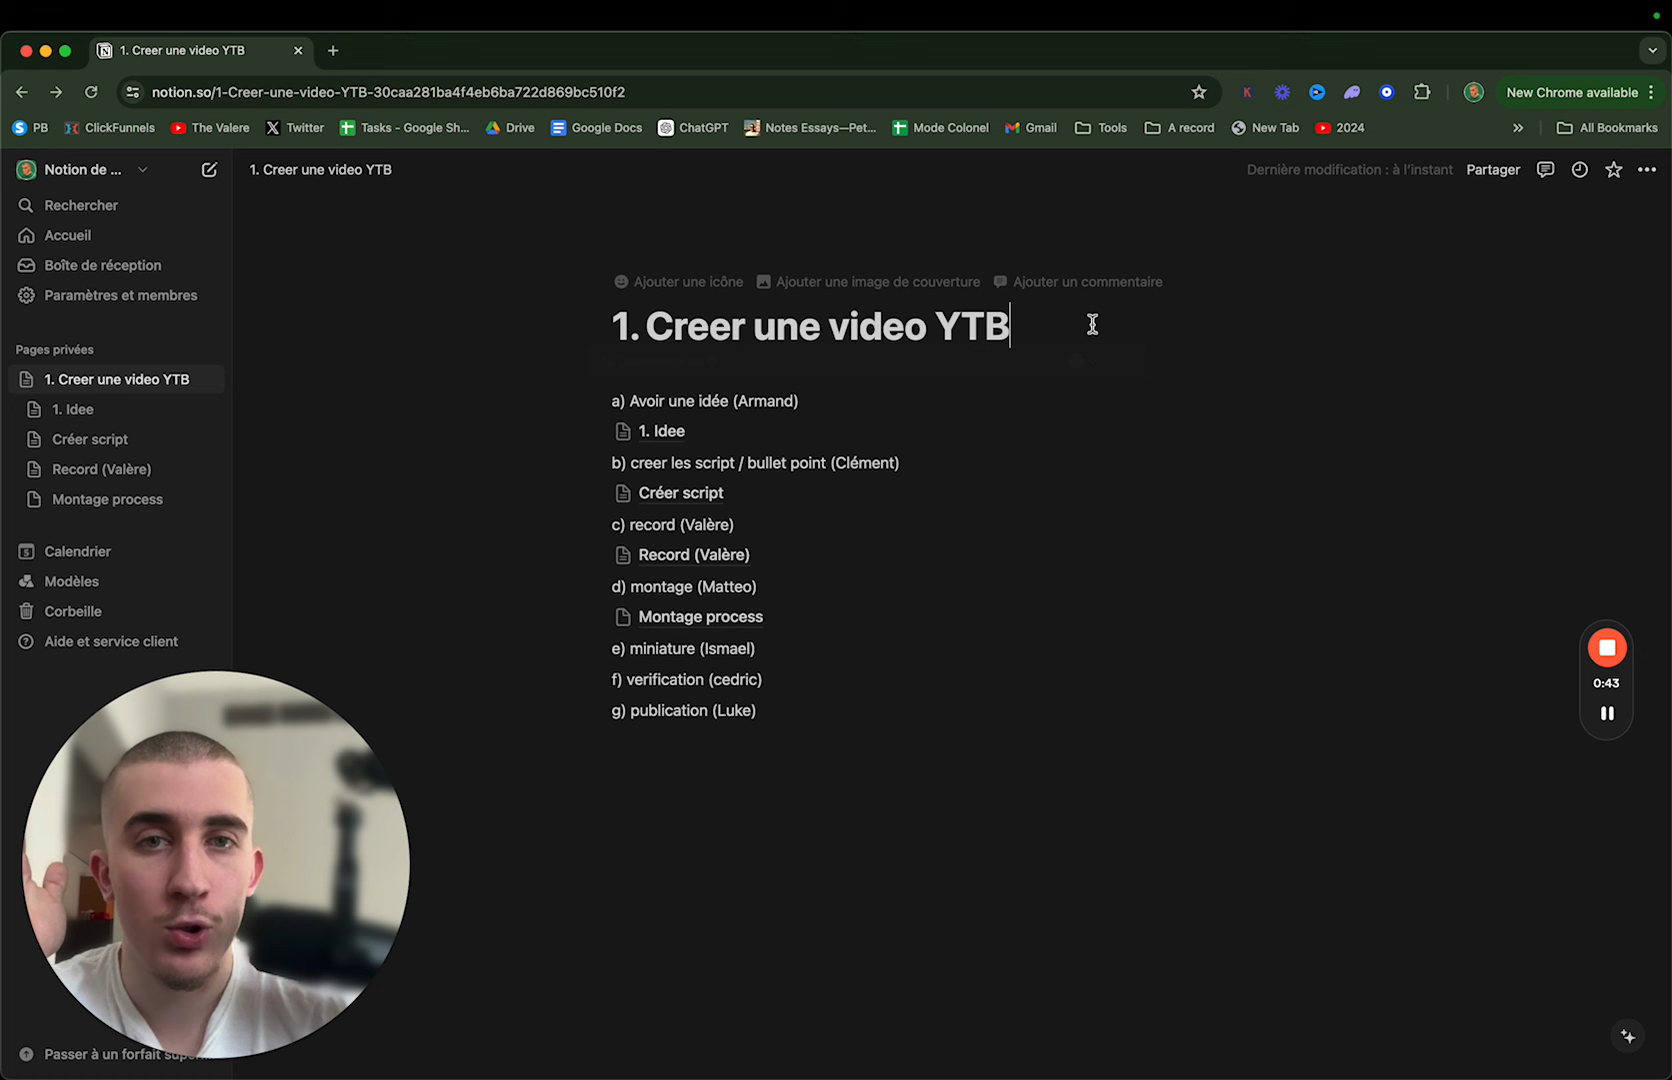 1. Creer une video YTB
notion.so/1-Creer-une-video-YTB-30caa281ba4f4eb6ba722d869bc510f2
New Chrome available
PB
ClickFunnels
The Valere
Twitter
Tasks - Google Sh...
Drive
Google Docs
ChatGPT
Notes Essays—Pet...
Mode Colonel
Gmail
Tools
A record
New Tab
2024
All Bookmarks
Notion de ...
1. Creer une video YTB
Dernière modification : à l'instant
Partager
Rechercher
Accueil
Boîte de réception
Paramètres et membres
Pages privées
1. Creer une video YTB
1. Idee
Créer script
Record (Valère)
Montage process
Calendrier
Modèles
Corbeille
Aide et service client
Passer à un forfait
Ajouter une icône
Ajouter une image de couverture
Ajouter un commentaire
1. Creer une video YTB
a) Avoir une idée (Armand)
1. Idee
b) creer les script / bullet point (Clément)
Créer script
c) record (Valère)
Record (Valère)
d) montage (Matteo)
Montage process
e) miniature (Ismael)
f) verification (cedric)
g) publication (Luke)
0:43